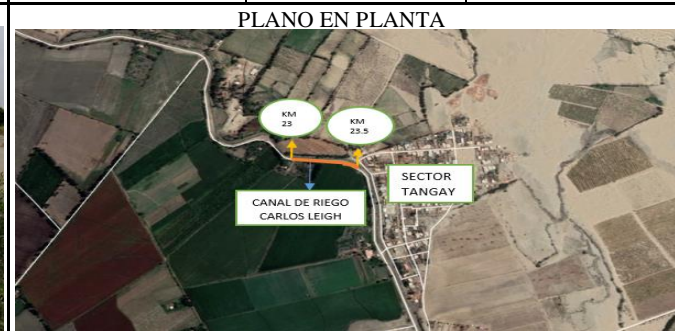 PLANO EN PLANTA
KM
23
KM
23.5
SECTOR
TANGAY
CANAL DE RIEGO
CARLOS LEIGH